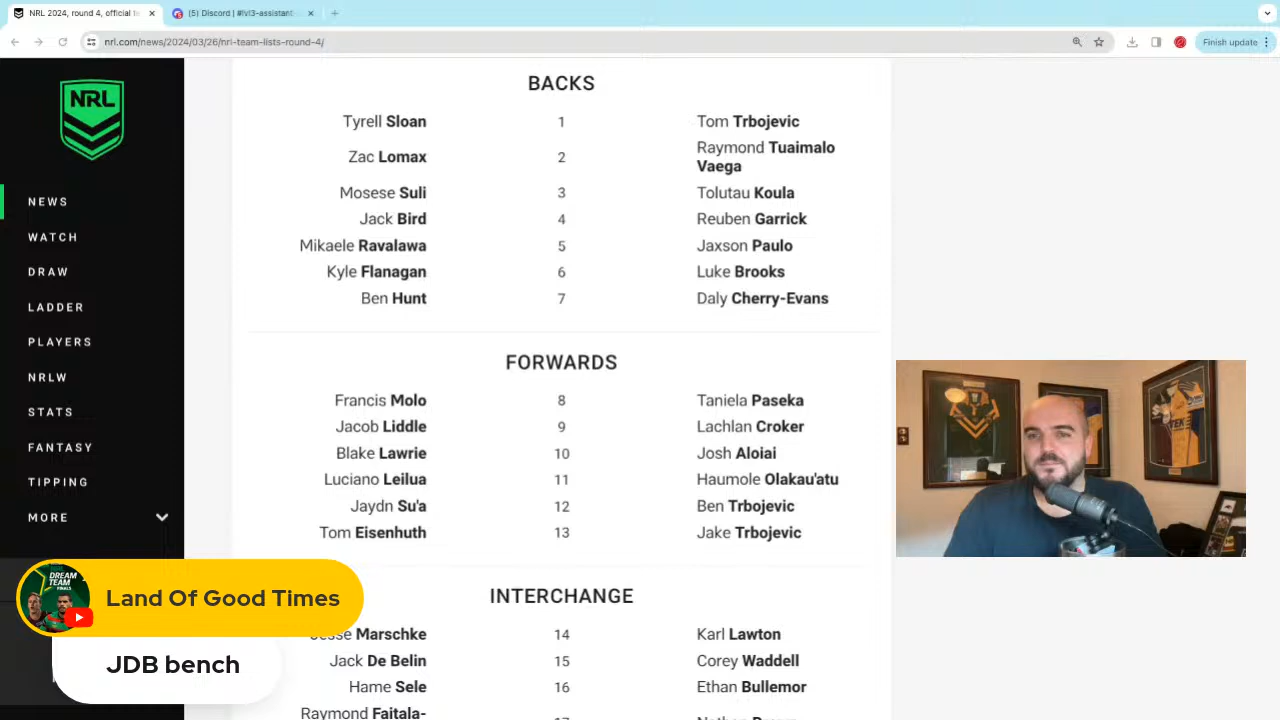 NRL 2024, round 4, official te
(5) Discord | #lvl3-assistant-
Finish update
nrl.com/news/2024/03/26/nrl-team-lists-round-4/
NRL
NEWS
WATCH
DRAW
LADDER
PLAYERS
NRLW
STATS
FANTASY
TIPPING
MORE
BACKS
Tyrell Sloan 1 Tom Trbojevic
Zac Lomax 2 Raymond Tuaimalo
Vaega
Mosese Suli 3 Tolutau Koula
Jack Bird 4 Reuben Garrick
Mikaele Ravalawa 5 Jaxson Paulo
Kyle Flanagan 6 Luke Brooks
Ben Hunt 7 Daly Cherry-Evans
FORWARDS
Francis Molo 8 Taniela Paseka
Jacob Liddle 9 Lachlan Croker
Blake Lawrie 10 Josh Aloiai
Luciano Leilua 11 Haumole Olakau'atu
Jaydn Su'a 12 Ben Trbojevic
Tom Eisenhuth 13 Jake Trbojevic
INTERCHANGE
Marschke 14 Karl Lawton
Jack De Belin 15 Corey Waddell
Hame Sele 16 Ethan Bullemor
Raymond Faitala-
DREAM
TEAM
FINALS
Land Of Good Times
JDB bench